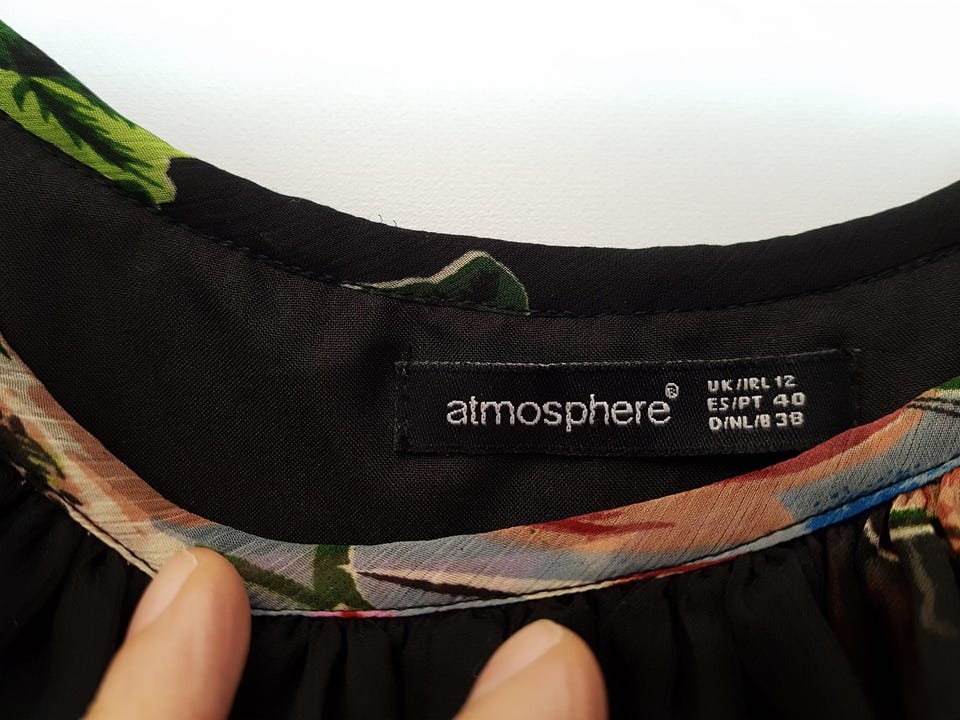 atmosphere®
UK/IRL 12
ES/PT 40
D/NL/B 38